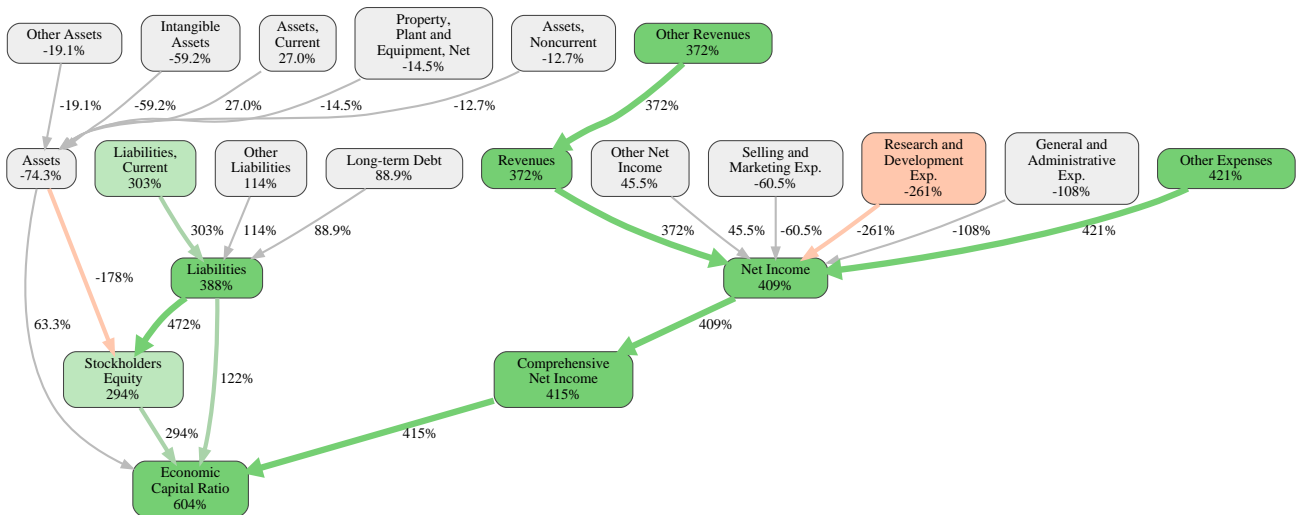 Other Assets
-19.1%
Intangible
Assets
-59.2%
Assets,
Current
27.0%
Property,
Plant and
Equipment, Net
-14.5%
Assets,
Noncurrent
-12.7%
Other Revenues
372%
-19.1%
-59.2%
27.0%
-14.5%
-12.7%
372%
Assets
-74.3%
Liabilities,
Current
303%
Other
Liabilities
114%
Long-term Debt
88.9%
Revenues
372%
Other Net
Income
45.5%
Selling and
Marketing Exp.
-60.5%
Research and
Development
Exp.
-261%
General and
Administrative
Exp.
-108%
Other Expenses
421%
303%
114%
88.9%
372%
45.5%
-60.5%
-261%
-108%
421%
-178%
Liabilities
388%
Net Income
409%
63.3%
472%
409%
Stockholders
Equity
294%
122%
Comprehensive
Net Income
415%
294%
415%
Economic
Capital Ratio
604%